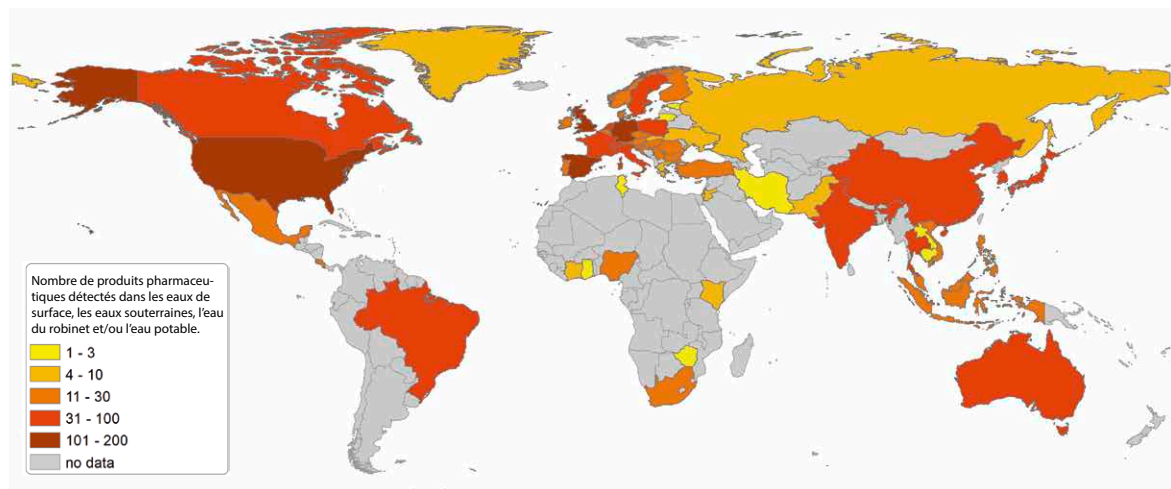 Nombre de produits pharmaceu-
tiques détectés dans les eaux de
surface, les eaux souterraines, l'eau
du robinet et/ou l'eau potable.
1 - 3
4 - 10
11 - 30
31 - 100
101 - 200
no data